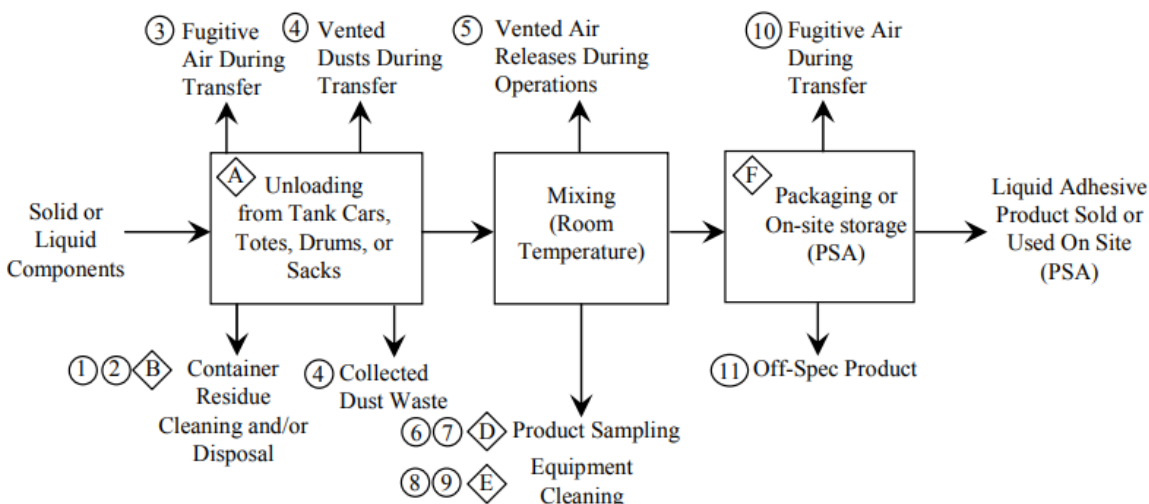 ③ Fugitive
Air During
Transfer
④ Vented
Dusts During
Transfer
⑤ Vented Air
Releases During
Operations
⑩ Fugitive Air
During
Transfer
Solid or
Liquid
Components
A
Unloading
from Tank Cars,
Totes, Drums, or
Sacks
Mixing
(Room
Temperature)
F
Packaging or
On-site storage
(PSA)
Liquid Adhesive
Product Sold or
Used On Site
(PSA)
① ② B Container
Residue
Cleaning and/or
Disposal
④ Collected
Dust Waste
⑥ ⑦ D Product Sampling
⑧ ⑨ E Equipment
Cleaning
⑪ Off-Spec Product